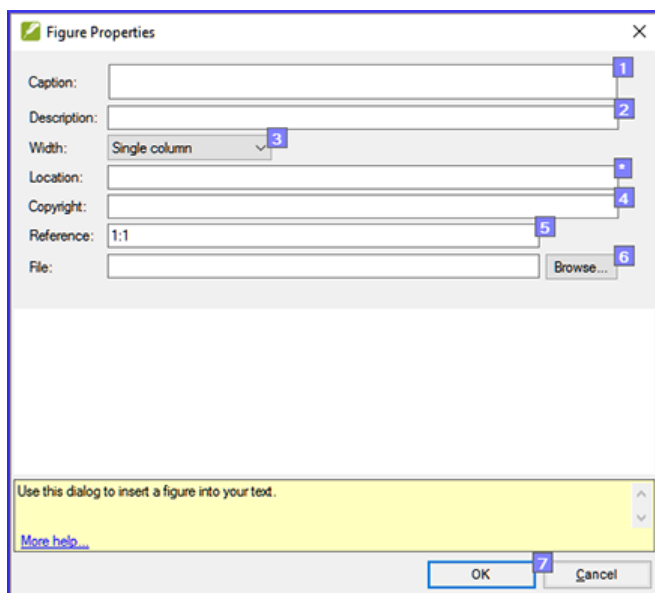 Figure Properties
Caption: 1
Description: 2
Width: Single column 3
Location: *
Copyright: 4
Reference: 1:1 5
File: Browse... 6
Use this dialog to insert a figure into your text.
More help...
OK 7 Cancel